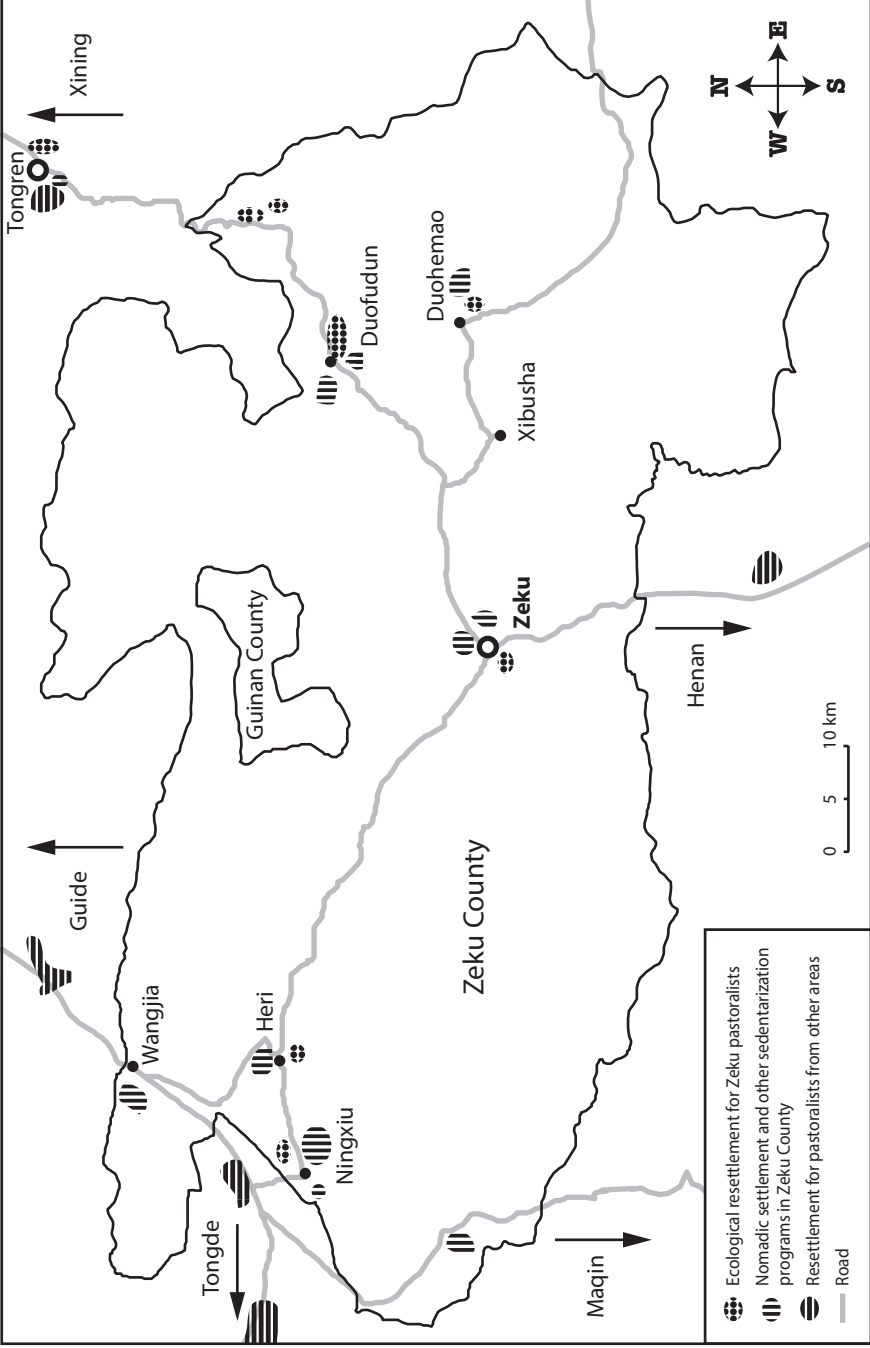 Xining
Tongren
Duofudun
Duohemao
Xibusha
Guinan County
Zeku
Henan
Guide
Wangjia
Heri
Zeku County
Ningxiu
Tongde
Maqin
N
W
E
S
0 5 10 km
Ecological resettlement for Zeku pastoralists
Nomadic settlement and other sedentarization
programs in Zeku County
Resettlement for pastoralists from other areas
Road